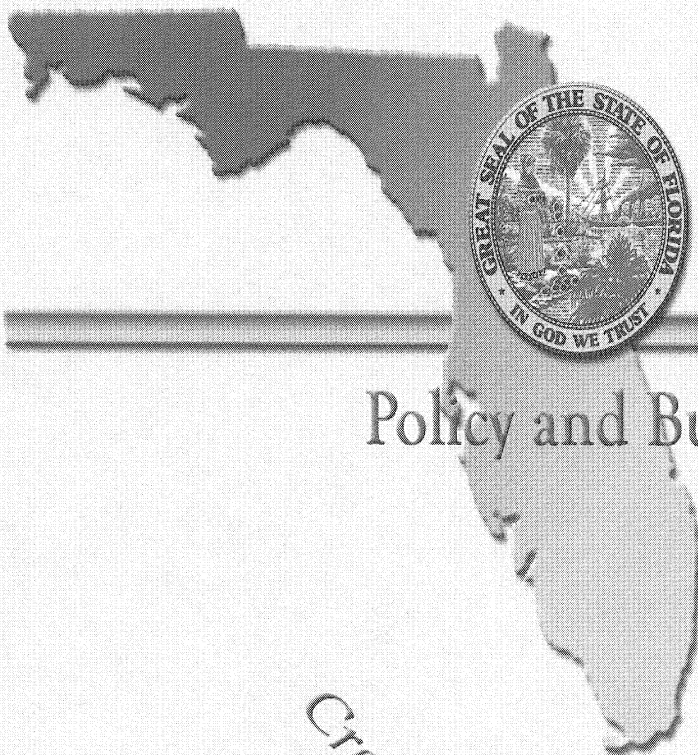 GREAT SEAL OF THE STATE OF FLORIDA
IN GOD WE TRUST
Policy and Bu
Cr